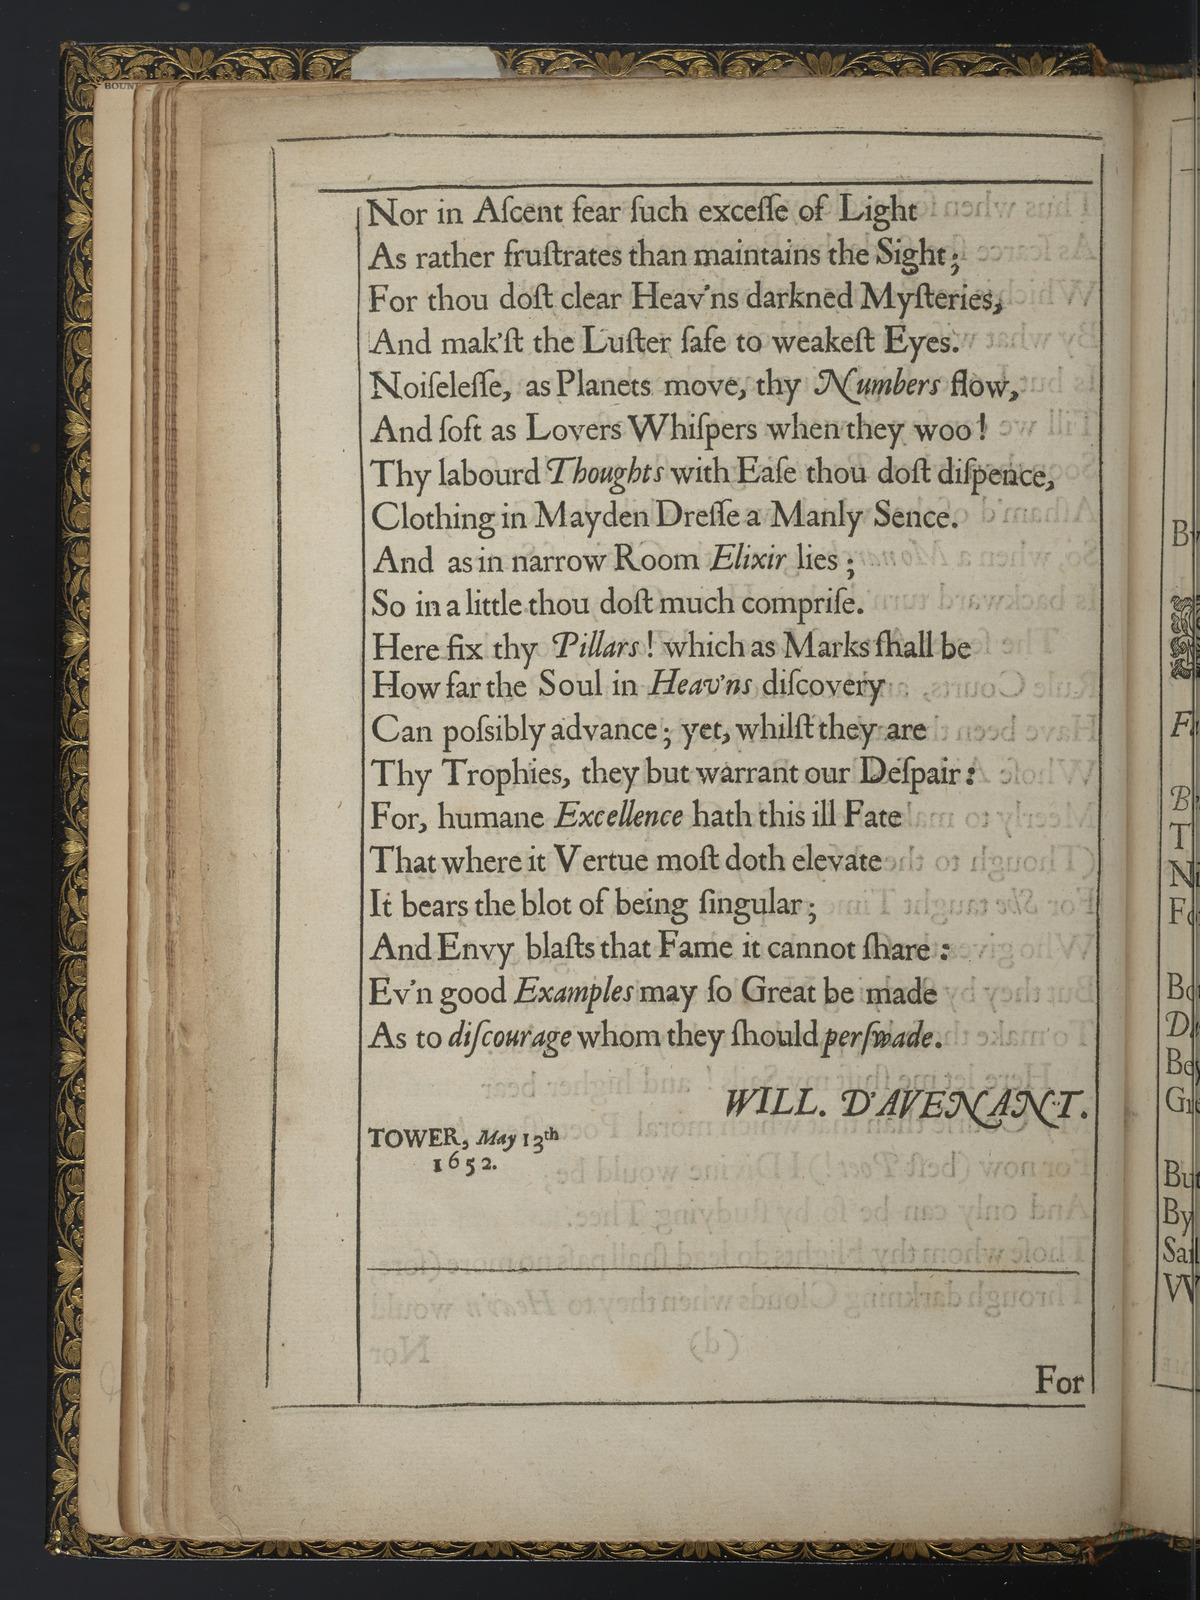 Nor in Aſcent fear ſuch exceſſe of Light
As rather fruſtrates than maintains the Sight;
For thou doſt clear Heav'ns darkned Myſteries,
And mak'ſt the Luſter ſafe to weakeſt Eyes.
Noiſeleſſe, as Planets move, thy Numbers flow,
And ſoft as Lovers Whiſpers when they woo!
Thy labourd Thoughts with Eaſe thou doſt diſpence,
Clothing in Mayden Dreſſe a Manly Sence.
And as in narrow Room Elixir lies;
So in a little thou doſt much compriſe.
Here fix thy Pillars! which as Marks ſhall be
How far the Soul in Heav'ns diſcovery
Can poſsibly advance; yet, whilſt they are
Thy Trophies, they but warrant our Deſpair:
For, humane Excellence hath this ill Fate
That where it Vertue moſt doth elevate
It bears the blot of being ſingular;
And Envy blaſts that Fame it cannot ſhare:
Ev'n good Examples may ſo Great be made
As to diſcourage whom they ſhould perſwade.
WILL. D'AVENANT.
TOWER, May 13th
1652.
For